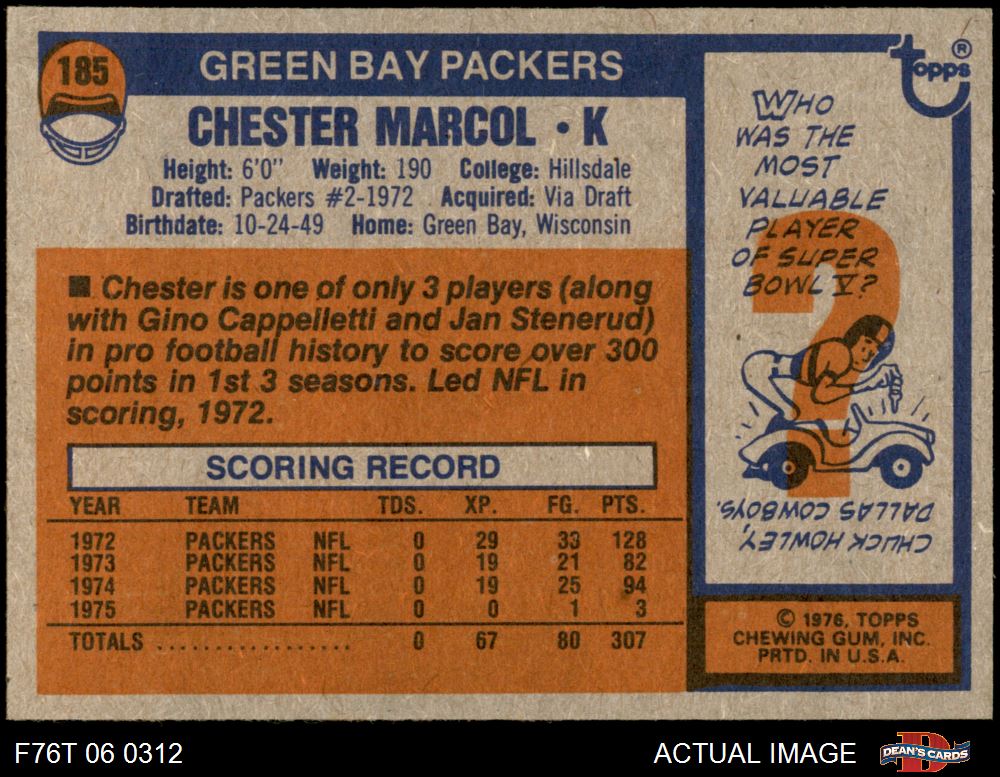 185
GREEN BAY PACKERS
CHESTER MARCOL • K
Height: 6'0" Weight: 190 College: Hillsdale
Drafted: Packers #2-1972 Acquired: Via Draft
Birthdate: 10-24-49 Home: Green Bay, Wisconsin
■ Chester is one of only 3 players (along
with Gino Cappelletti and Jan Stenerud)
in pro football history to score over 300
points in 1st 3 seasons. Led NFL in
scoring, 1972.
SCORING RECORD
YEAR TEAM TDS. XP. FG. PTS.
1972 PACKERS NFL 0 29 33 128
1973 PACKERS NFL 0 19 21 82
1974 PACKERS NFL 0 19 25 94
1975 PACKERS NFL 0 0 1 3
TOTALS .................. 0 67 80 307
Topps ®
WHO
WAS THE
MOST
VALUABLE
PLAYER
OF SUPER
BOWL V?
CHUCK HOWLEY,
DALLAS COWBOYS.
© 1976, TOPPS
CHEWING GUM, INC.
PRTD. IN U.S.A.
F76T 06 0312
ACTUAL IMAGE
D
DEAN'S CARDS